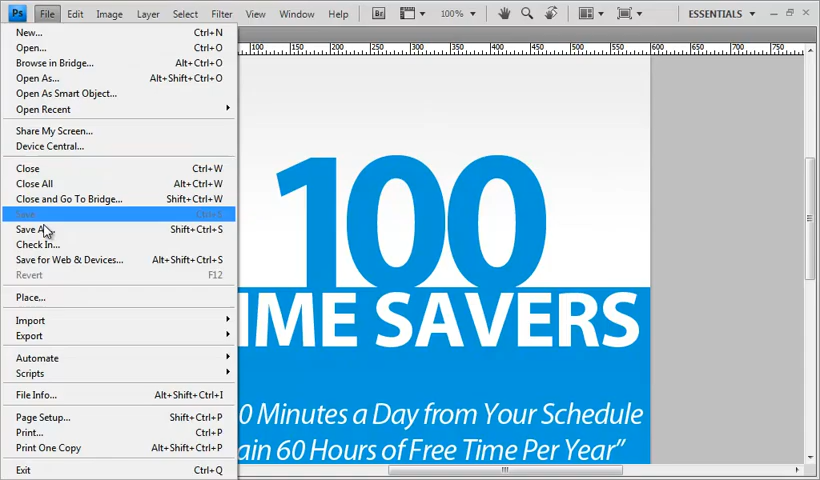 Ps File Edit Image Layer Select Filter View Window Help Br 100% ESSENTIALS
New... Ctrl+N
Open... Ctrl+O
Browse in Bridge... Alt+Ctrl+O
Open As... Alt+Shift+Ctrl+O
Open As Smart Object...
Open Recent
Share My Screen...
Device Central...
Close Ctrl+W
Close All Alt+Ctrl+W
Close and Go To Bridge... Shift+Ctrl+W
Save Ctrl+S
Save As... Shift+Ctrl+S
Check In...
Save for Web & Devices... Alt+Shift+Ctrl+S
Revert F12
Place...
Import
Export
Automate
Scripts
File Info... Alt+Shift+Ctrl+I
Page Setup... Shift+Ctrl+P
Print... Ctrl+P
Print One Copy Alt+Shift+Ctrl+P
Exit Ctrl+Q
100 150 200 250 300 350 400 450 500 550 600 650 700 750
100
IME SAVERS
0 Minutes a Day from Your Schedule
ain 60 Hours of Free Time Per Year”